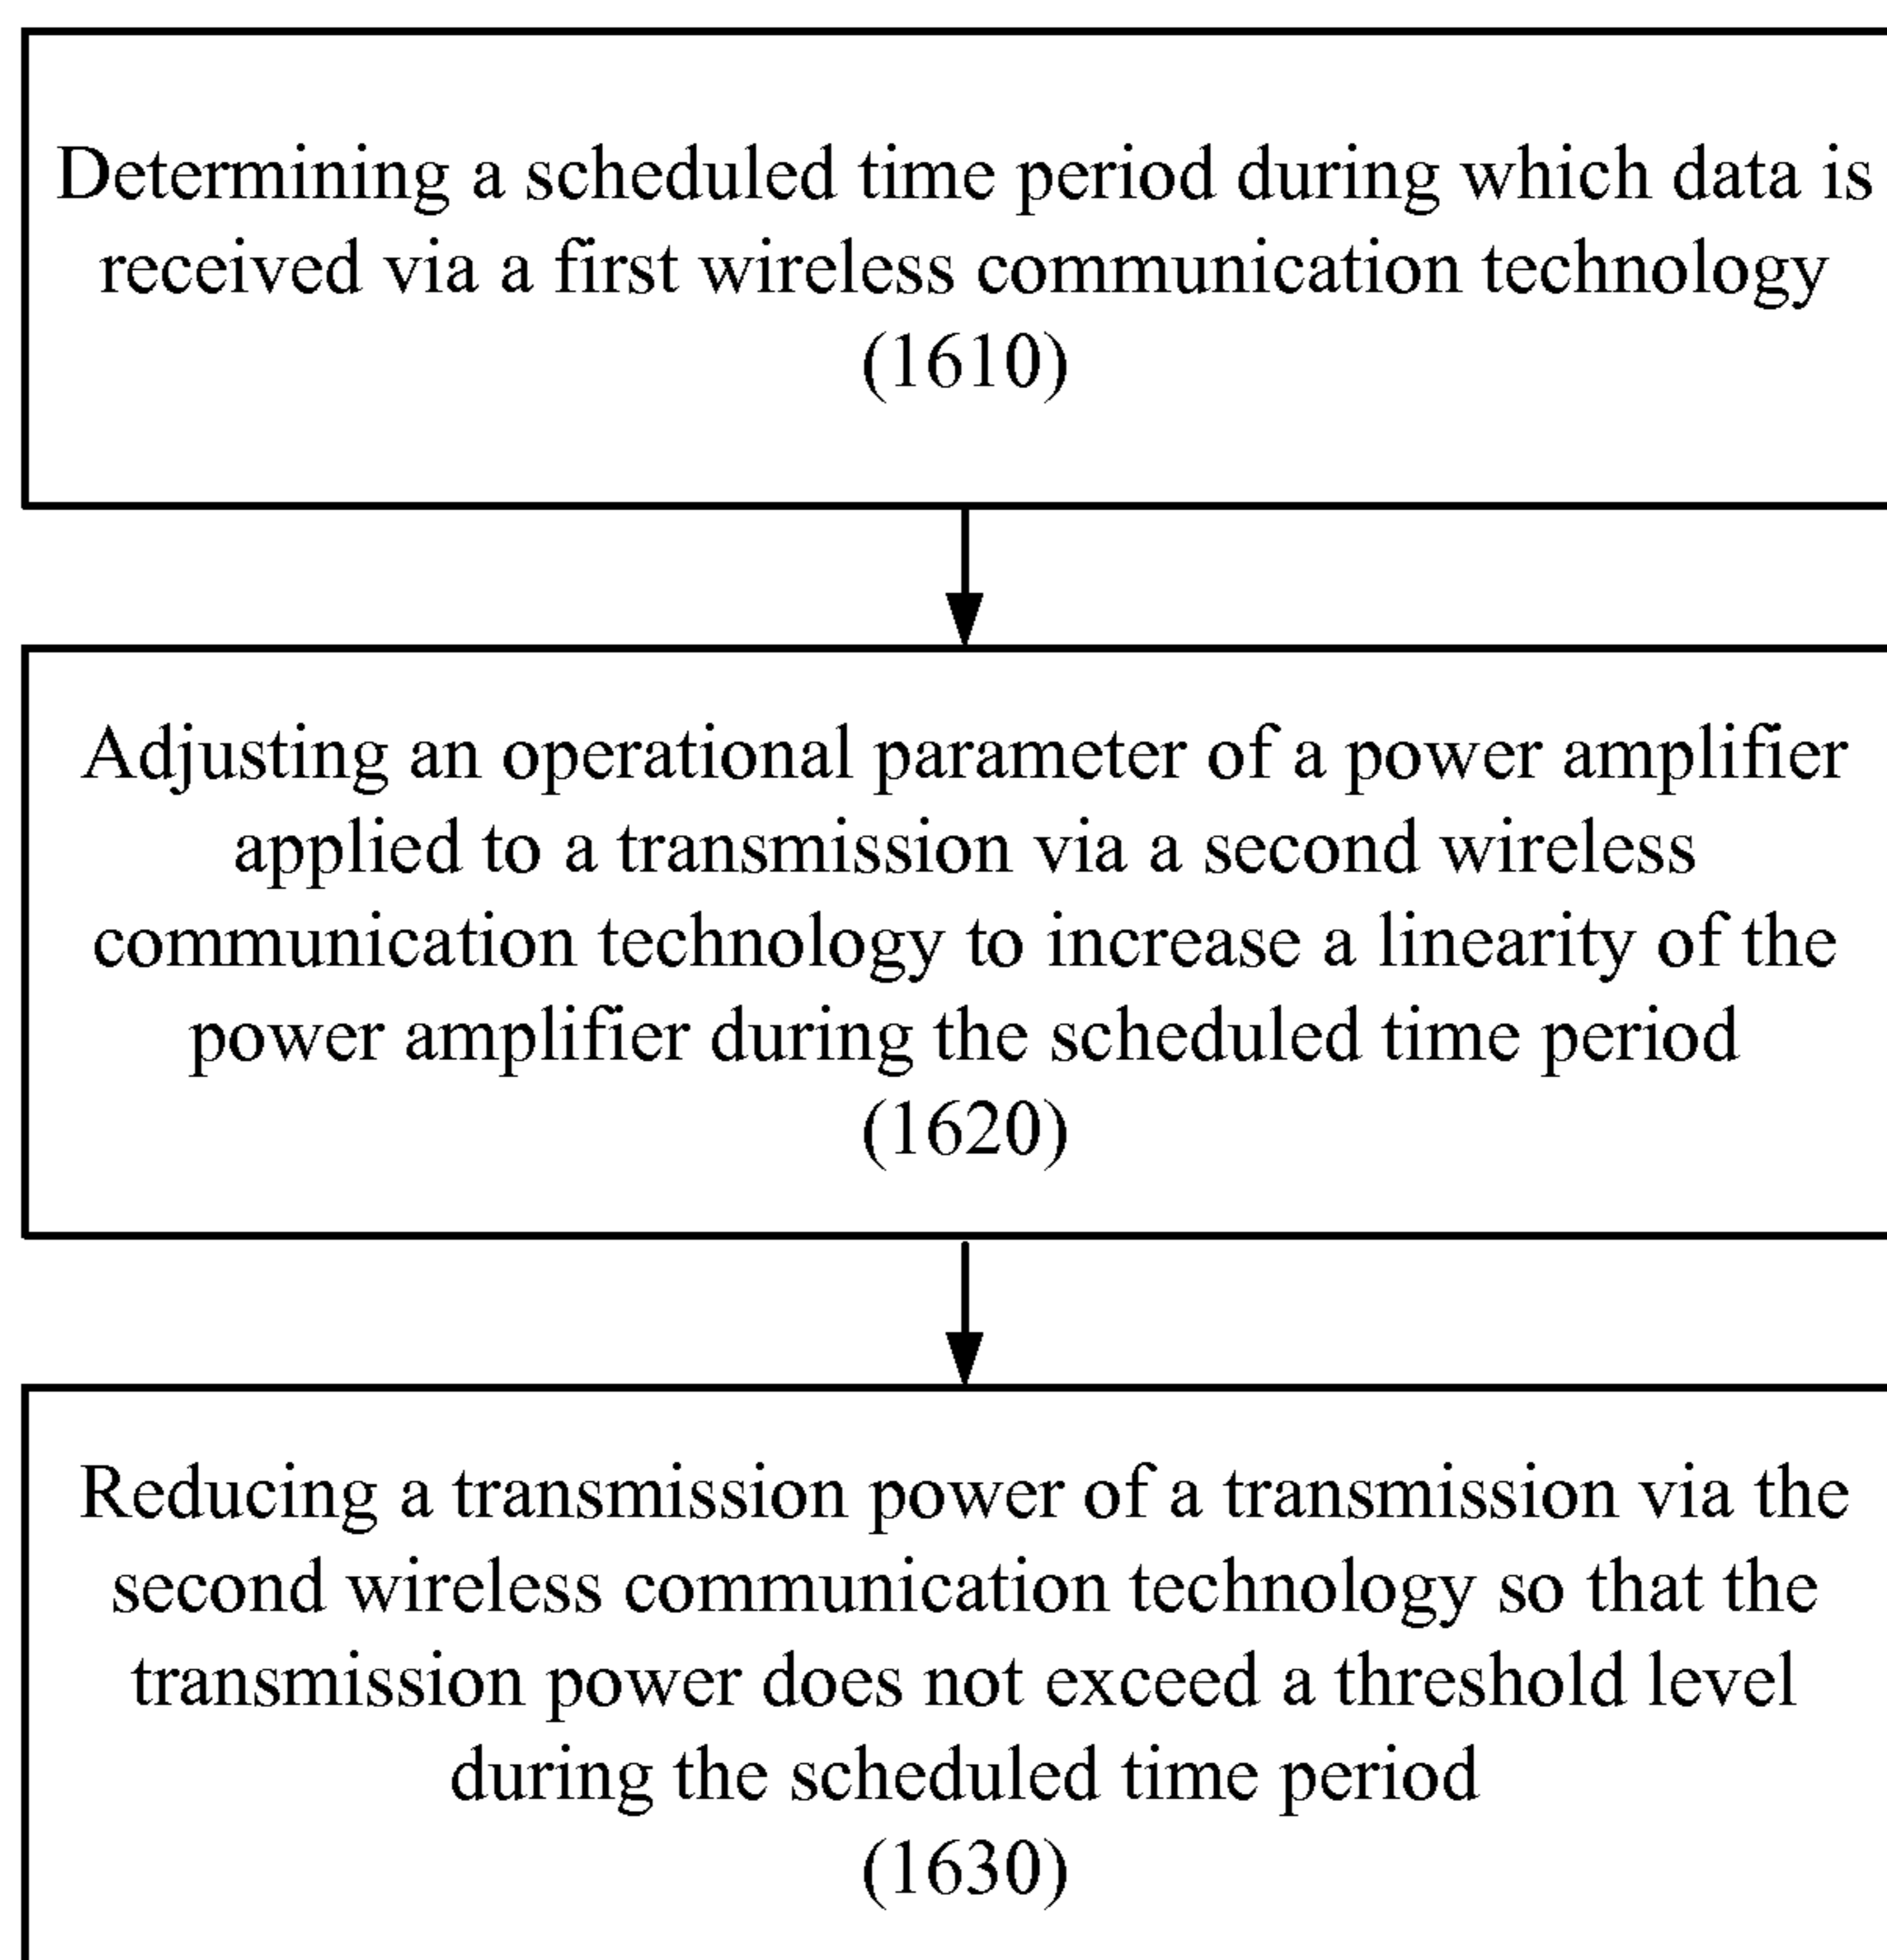 Determining a scheduled time period during which data is
received via a first wireless communication technology
(1610)
Adjusting an operational parameter of a power amplifier
applied to a transmission via a second wireless
communication technology to increase a linearity of the
power amplifier during the scheduled time period
(1620)
Reducing a transmission power of a transmission via the
second wireless communication technology so that the
transmission power does not exceed a threshold level
during the scheduled time period
(1630)